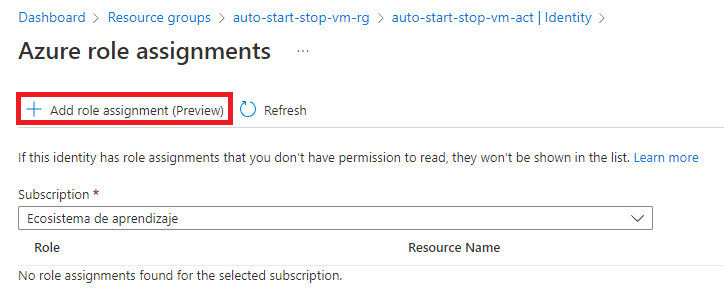 Dashboard > Resource groups > auto-start-stop-vm-rg > auto-start-stop-vm-act | Identity >
Azure role assignments ...
+ Add role assignment (Preview) Refresh
If this identity has role assignments that you don't have permission to read, they won't be shown in the list. Learn more
Subscription *
Ecosistema de aprendizaje
Role Resource Name
No role assignments found for the selected subscription.